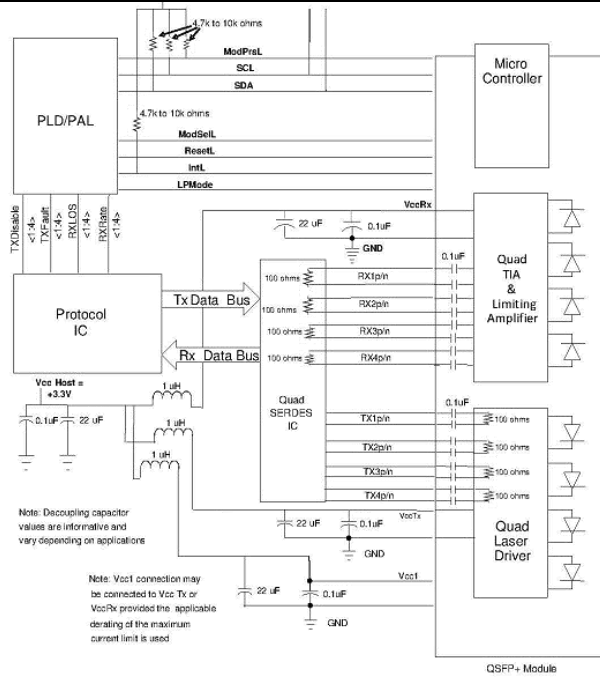 4.7k to 10k ohms
ModPrsL
SCL
SDA
Micro
Controller
PLD/PAL
4.7k to 10k ohms
ModSelL
ResetL
IntL
LPMode
TXDisable
<1:4>
TXFault
<1:4>
RXLOS
<1:4>
RXRate
<1:4>
VccRx
22 uF
0.1uF
GND
0.1uF
Quad
TIA
&
Limiting
Amplifier
100 ohms
RX1p/n
100 ohms
RX2p/n
100 ohms
RX3p/n
100 ohms
RX4p/n
Protocol
IC
Tx Data Bus
Rx Data Bus
Quad
SERDES
IC
Vcc Host =
+3.3V
0.1uF
22 uF
1 uH
1 uH
1 uH
0.1uF
TX1p/n
100 ohms
TX2p/n
100 ohms
TX3p/n
100 ohms
TX4p/n
100 ohms
Quad
Laser
Driver
VccTx
22 uF
0.1uF
GND
Note: Decoupling capacitor
values are informative and
vary depending on applications
Vcc1
22 uF
0.1uF
GND
Note: Vcc1 connection may
be connected to Vcc Tx or
VccRx provided the applicable
derating of the maximum
current limit is used
QSFP+ Module